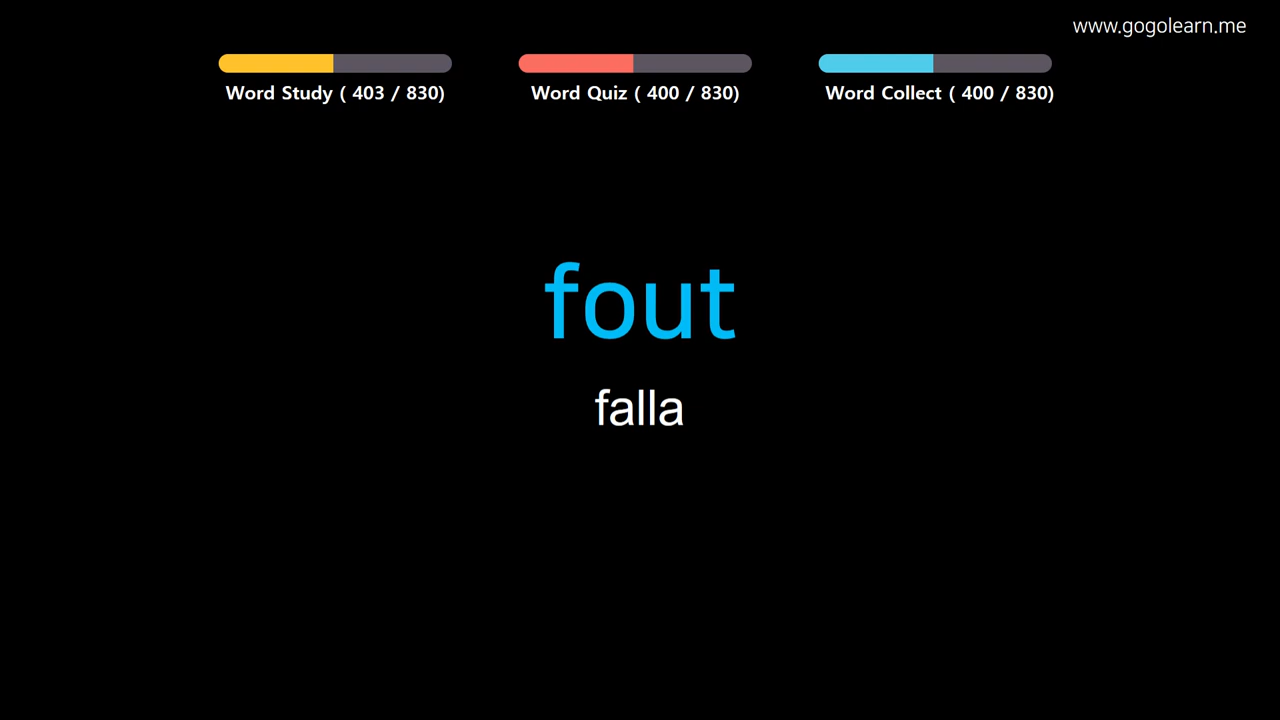 www.gogolearn.me
Word Study ( 403 / 830)
Word Quiz ( 400 / 830)
Word Collect ( 400 / 830)
fout
falla